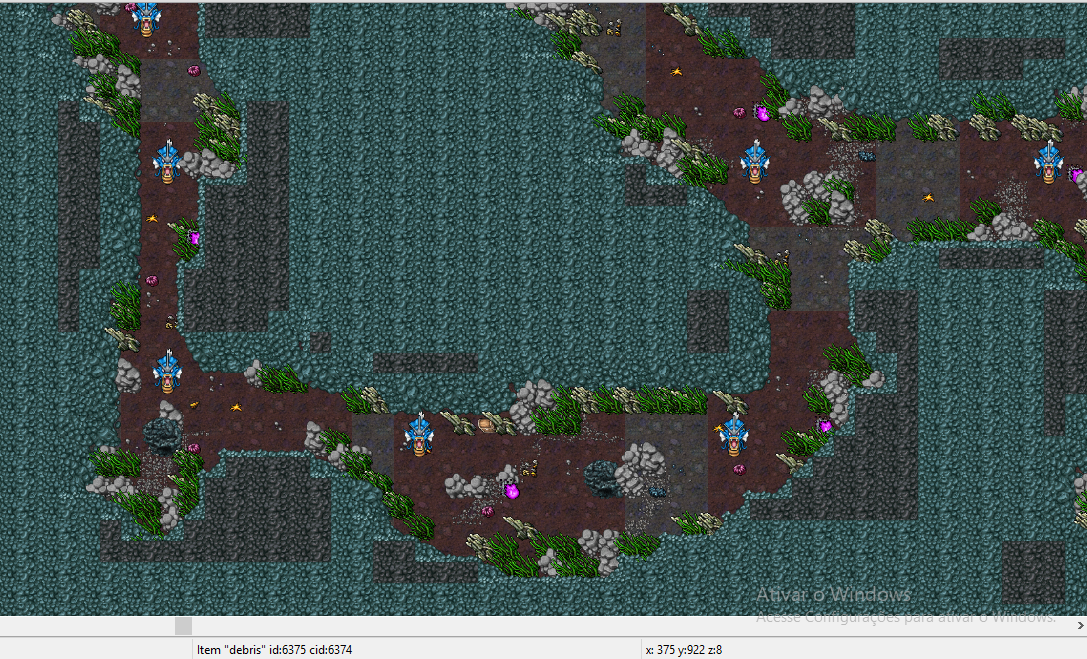 Ativar o Windows
Acesse Configurações para ativar o Windows.
Item "debris" id:6375 cid:6374
x: 375 y:922 z:8